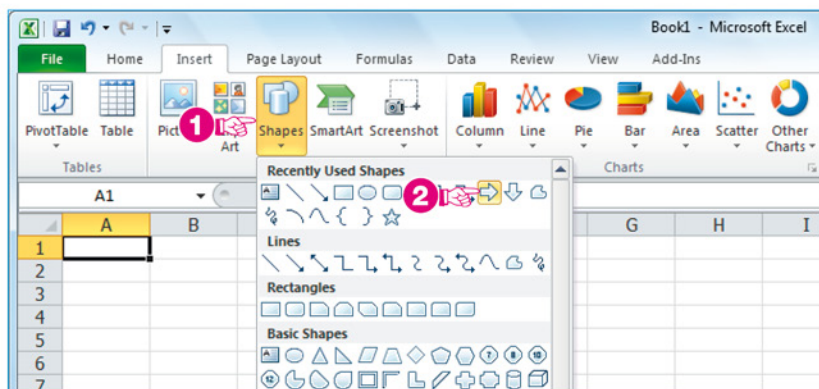 Book1 - Microsoft Excel
File Home Insert Page Layout Formulas Data Review View Add-Ins
PivotTable Table Shapes SmartArt Screenshot Column Line Pie Bar Area Scatter Other
Art Charts
Tables Charts
1
2
Recently Used Shapes
A1
A B G H I
Lines
Rectangles
Basic Shapes
1
2
3
4
5
6
7